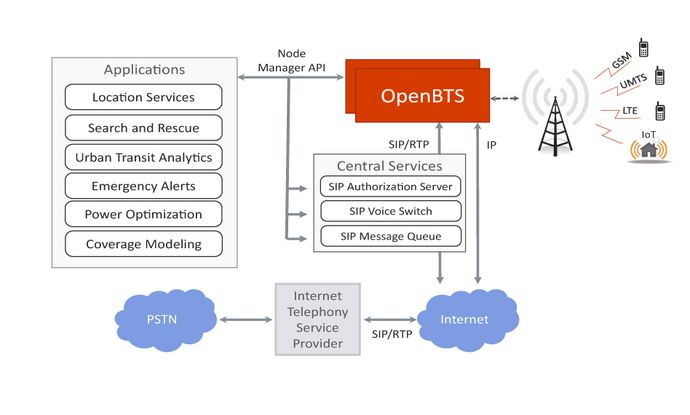 Node
Manager API
Applications
Location Services
Search and Rescue
Urban Transit Analytics
Emergency Alerts
Power Optimization
Coverage Modeling
OpenBTS
GSM
UMTS
LTE
IoT
SIP/RTP
IP
Central Services
SIP Authorization Server
SIP Voice Switch
SIP Message Queue
PSTN
Internet
Telephony
Service
Provider
SIP/RTP
Internet